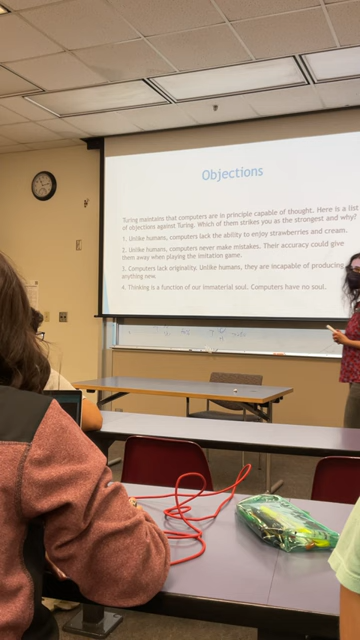 Objections
Turing maintains that computers are in principle capable of thought. Here is a list
of objections against Turing. Which of them strikes you as the strongest and why?
1. Unlike humans, computers lack the ability to enjoy strawberries and cream.
2. Unlike humans, computers never make mistakes. Their accuracy could give
them away when playing the imitation game.
3. Computers lack originality. Unlike humans, they are incapable of producing
anything new.
4. Thinking is a function of our immaterial soul. Computers have no soul.